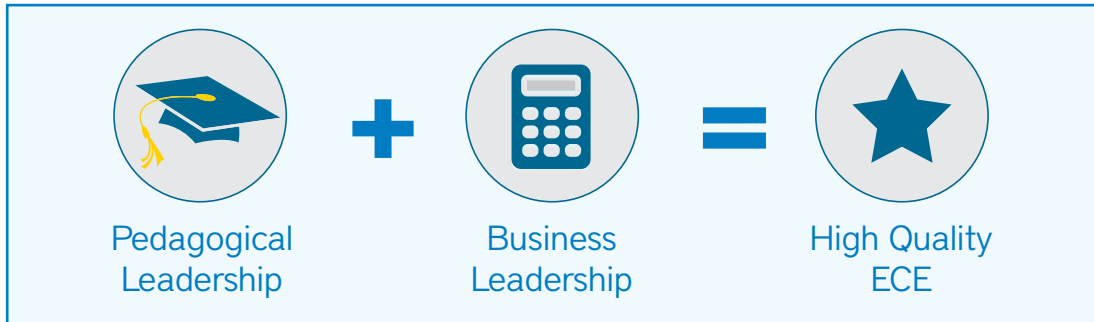 Pedagogical
Leadership
Business
Leadership
High Quality
ECE